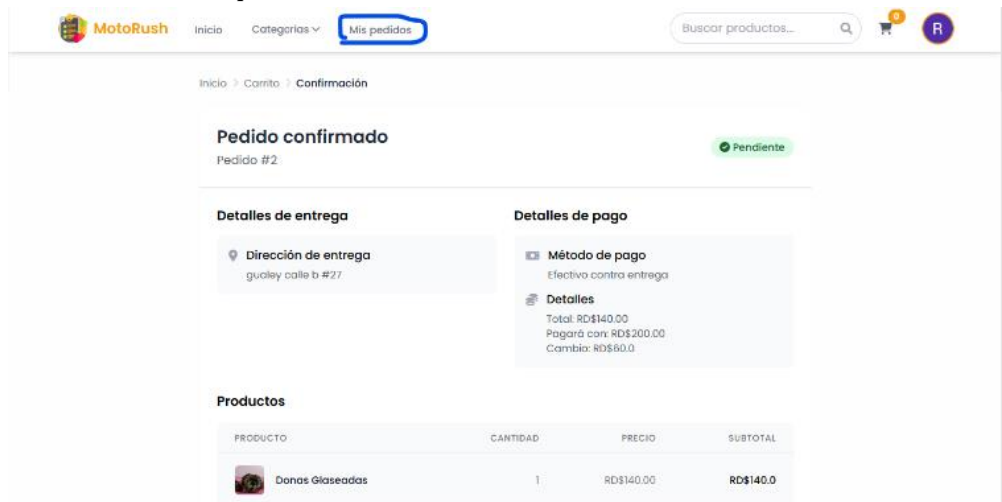 MotoRush Inicio Categorias Mis pedidos Buscar productos... 0 R
Inicio > Carrito > Confirmación
Pedido confirmado
Pedido #2
Pendiente
Detalles de entrega
Dirección de entrega
gualey calle b #27
Detalles de pago
Método de pago
Efectivo contra entrega
Detalles
Total: RD$140.00
Pagará con: RD$200.00
Cambio: RD$60.0
Productos
PRODUCTO CANTIDAD PRECIO SUBTOTAL
Donas Glaseadas 1 RD$140.00 RD$140.0